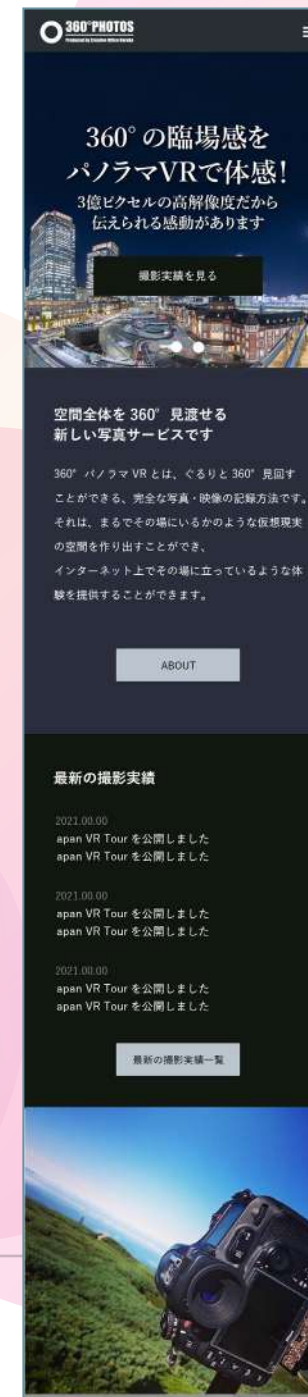 360°PHOTOS
Produced by Creative Office Haruka
360°の臨場感を
パノラマVRで体感!
3億ピクセルの高解像度だから
伝えられる感動があります
撮影実績を見る
空間全体を 360° 見渡せる
新しい写真サービスです
360° パノラマ VR とは、ぐるりと 360° 見回す
ことができる、完全な写真・映像の記録方法です。
それは、まるでその場にいるかのような仮想現実
の空間を作り出すことができ、
インターネット上でその場に立っているような体
験を提供することができます。
ABOUT
最新の撮影実績
2021.00.00
apan VR Tour を公開しました
apan VR Tour を公開しました
2021.00.00
apan VR Tour を公開しました
apan VR Tour を公開しました
2021.00.00
apan VR Tour を公開しました
apan VR Tour を公開しました
最新の撮影実績一覧